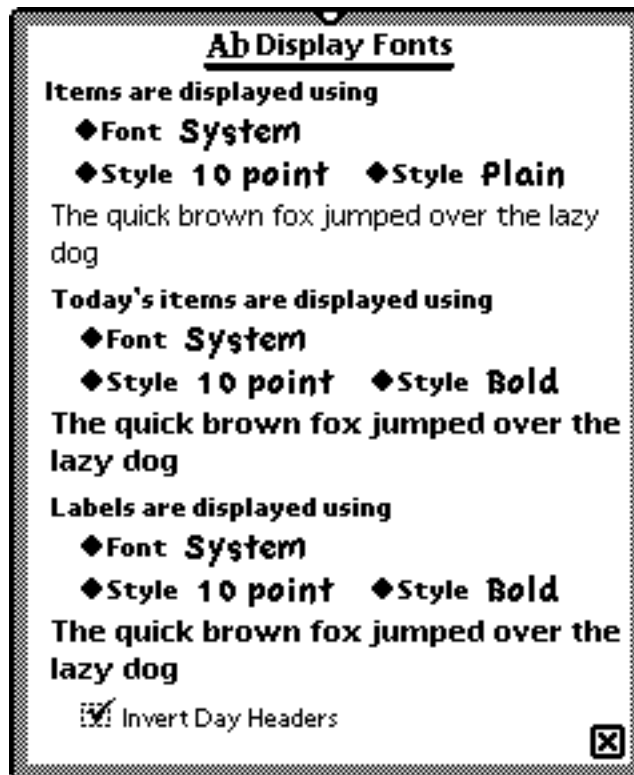 Ab Display Fonts
Items are displayed using
◆Font System
◆Style 10 point ◆Style Plain
The quick brown fox jumped over the lazy
dog
Today's items are displayed using
◆Font System
◆Style 10 point ◆Style Bold
The quick brown fox jumped over the
lazy dog
Labels are displayed using
◆Font System
◆Style 10 point ◆Style Bold
The quick brown fox jumped over the
lazy dog
Invert Day Headers